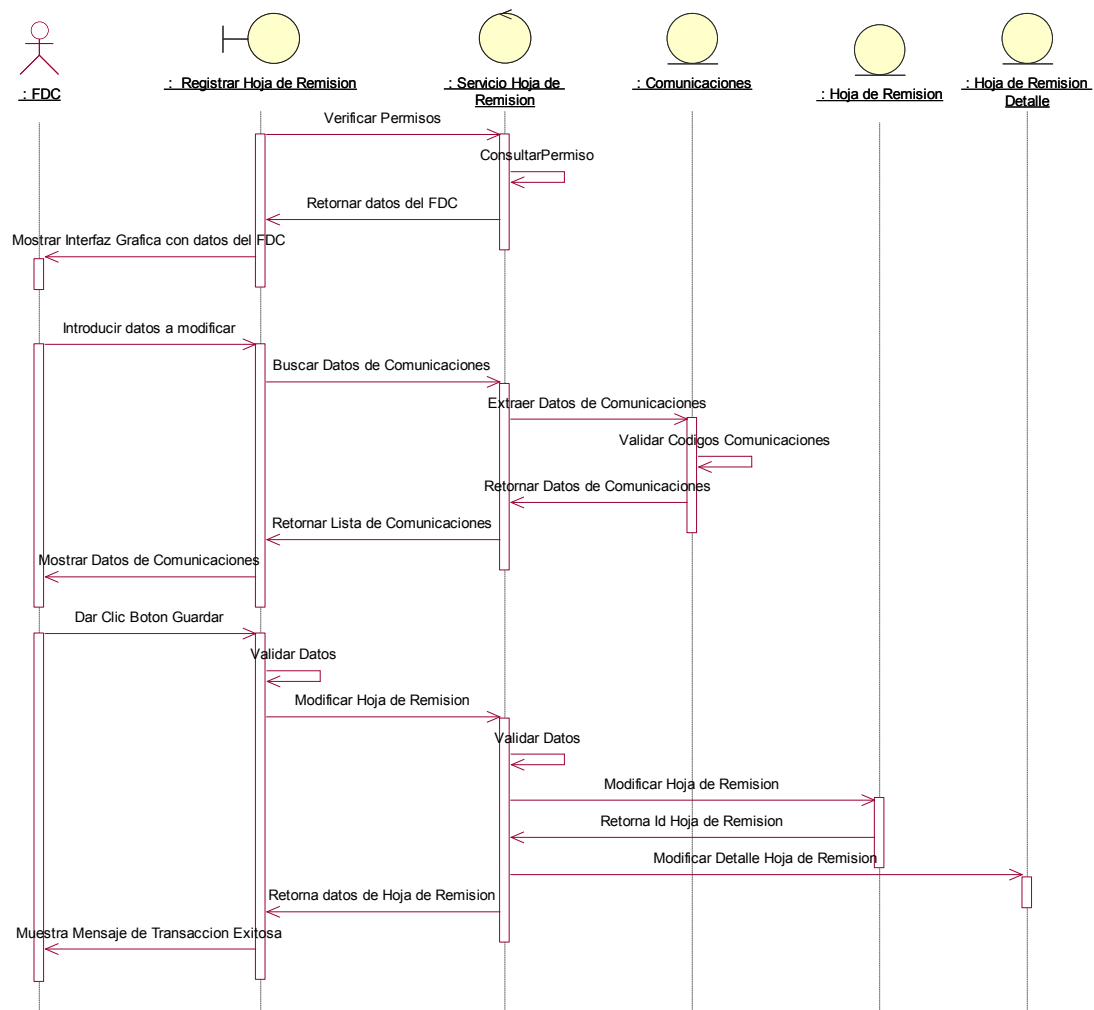 : FDC
: Registrar Hoja de Remision
: Servicio Hoja de
Remision
: Comunicaciones
: Hoja de Remision
: Hoja de Remision
Detalle
Verificar Permisos
ConsultarPermiso
Retornar datos del FDC
Mostrar Interfaz Grafica con datos del FDC
Introducir datos a modificar
Buscar Datos de Comunicaciones
Extraer Datos de Comunicaciones
Validar Codigos Comunicaciones
Retornar Datos de Comunicaciones
Retornar Lista de Comunicaciones
Mostrar Datos de Comunicaciones
Dar Clic Boton Guardar
Validar Datos
Modificar Hoja de Remision
Validar Datos
Modificar Hoja de Remision
Retorna Id Hoja de Remision
Modificar Detalle Hoja de Remision
Retorna datos de Hoja de Remision
Muestra Mensaje de Transaccion Exitosa